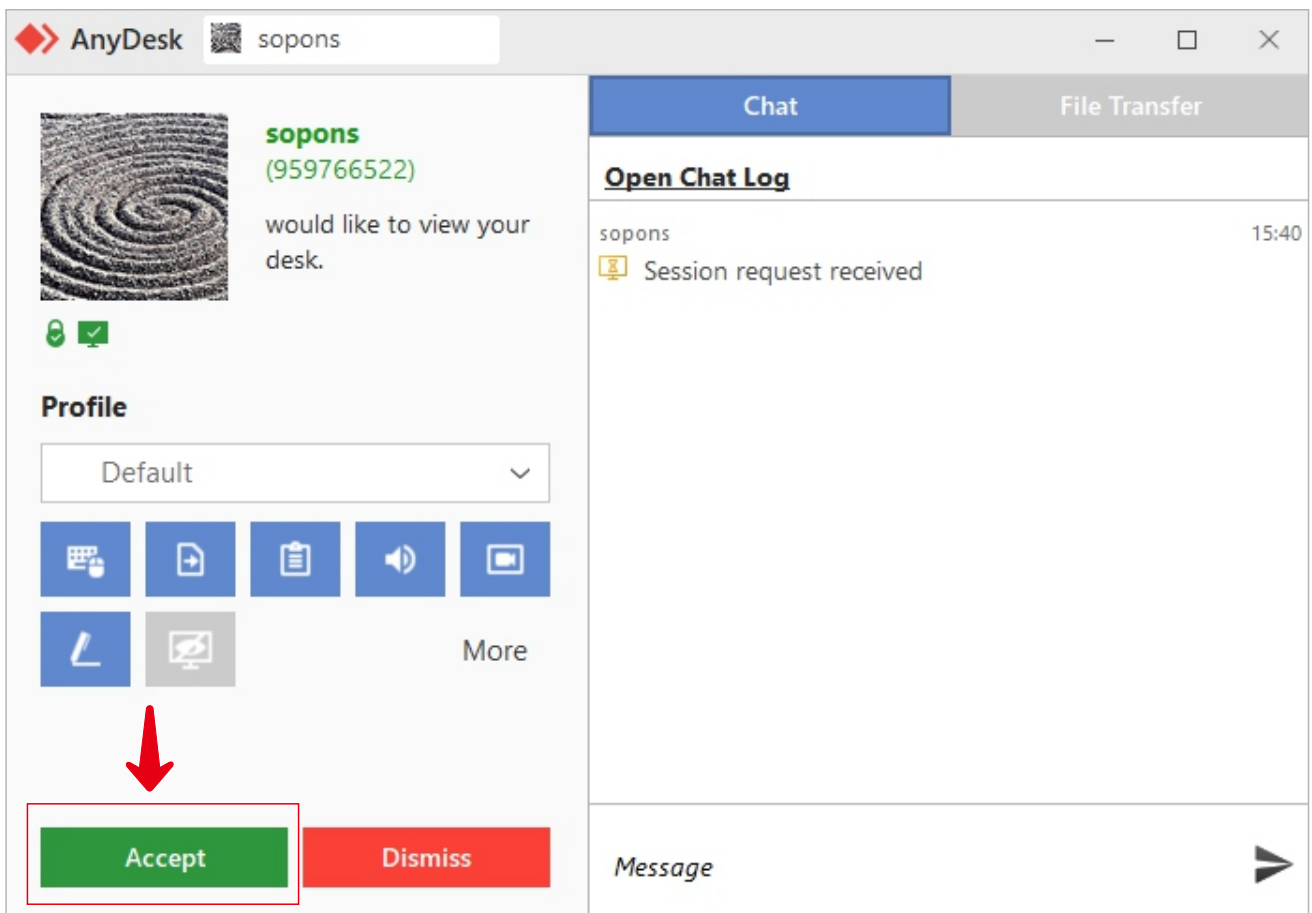 AnyDesk
sopons
sopons
(959766522)
would like to view your
desk.
Profile
Default
More
Accept
Dismiss
Chat
File Transfer
Open Chat Log
sopons
15:40
Session request received
Message